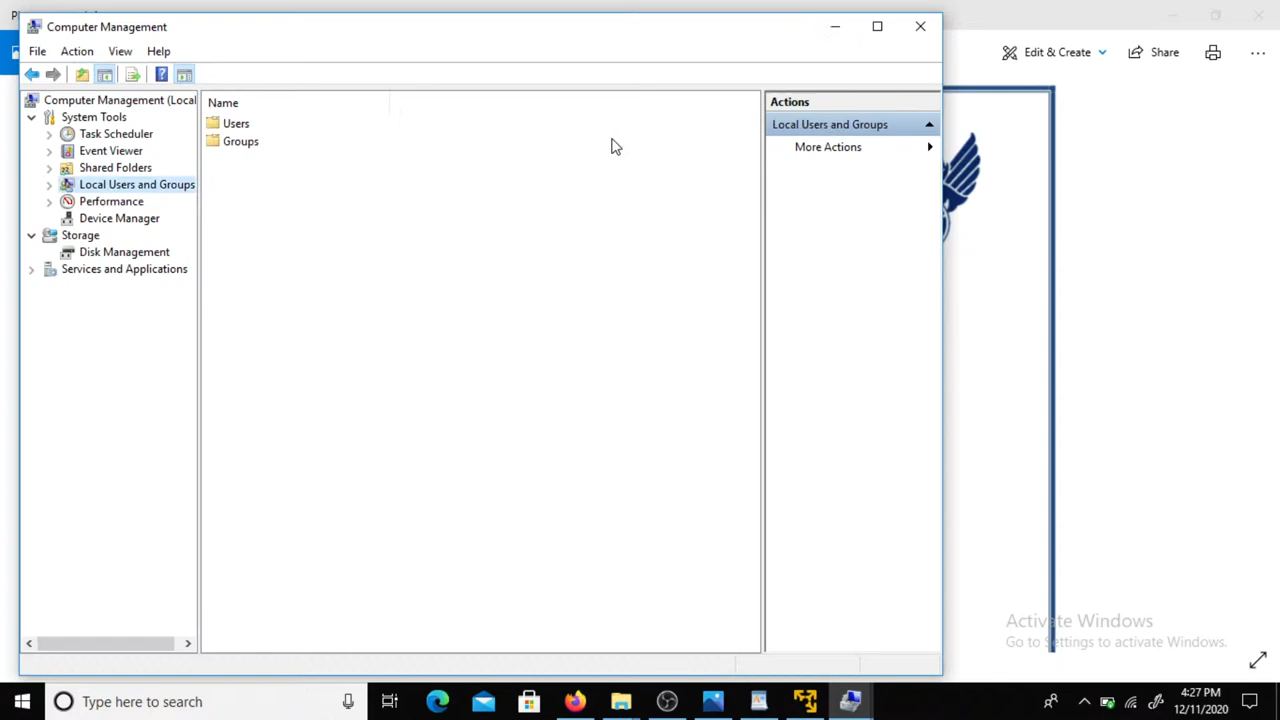 Computer Management
File Action View Help
Edit & Create
Share
Computer Management (Local
System Tools
Task Scheduler
Event Viewer
Shared Folders
Local Users and Groups
Performance
Device Manager
Storage
Disk Management
Services and Applications
Name
Users
Groups
Actions
Local Users and Groups
More Actions
Activate Windows
Go to Settings to activate Windows.
Type here to search
4:27 PM
12/11/2020